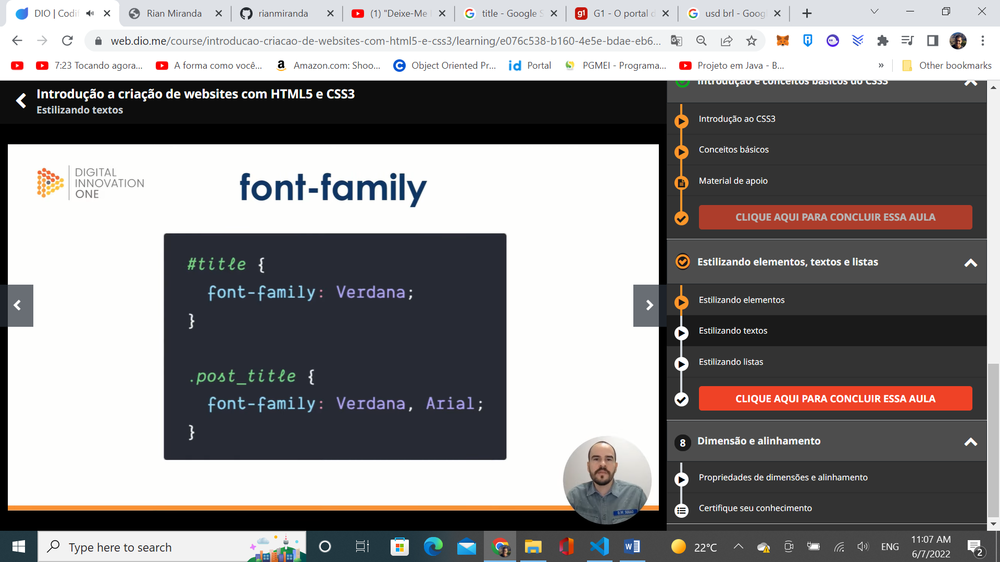 DIO | Codif
Rian Miranda
rianmiranda
(1) "Deixe-Me
title - Google S
G1 - O portal d
usd brl - Googl
web.dio.me/course/introducao-criacao-de-websites-com-html5-e-css3/learning/e076c538-b160-4e5e-bdae-eb6...
7:23 Tocando agora...
A forma como você...
Amazon.com: Shoo...
Object Oriented Pr...
Portal
PGMEI - Programa...
Projeto em Java - B...
»
Other bookmarks
Introdução a criação de websites com HTML5 e CSS3
Estilizando textos
DIGITAL
INNOVATION
ONE
font-family
#title {
font-family: Verdana;
}
.post_title {
font-family: Verdana, Arial;
}
D.W. SQUAD
Introdução e conceitos básicos do CSS3
Introdução ao CSS3
Conceitos básicos
Material de apoio
CLIQUE AQUI PARA CONCLUIR ESSA AULA
Estilizando elementos, textos e listas
Estilizando elementos
Estilizando textos
Estilizando listas
CLIQUE AQUI PARA CONCLUIR ESSA AULA
8
Dimensão e alinhamento
Propriedades de dimensões e alinhamento
Certifique seu conhecimento
Type here to search
22°C
ENG
11:07 AM
6/7/2022
2